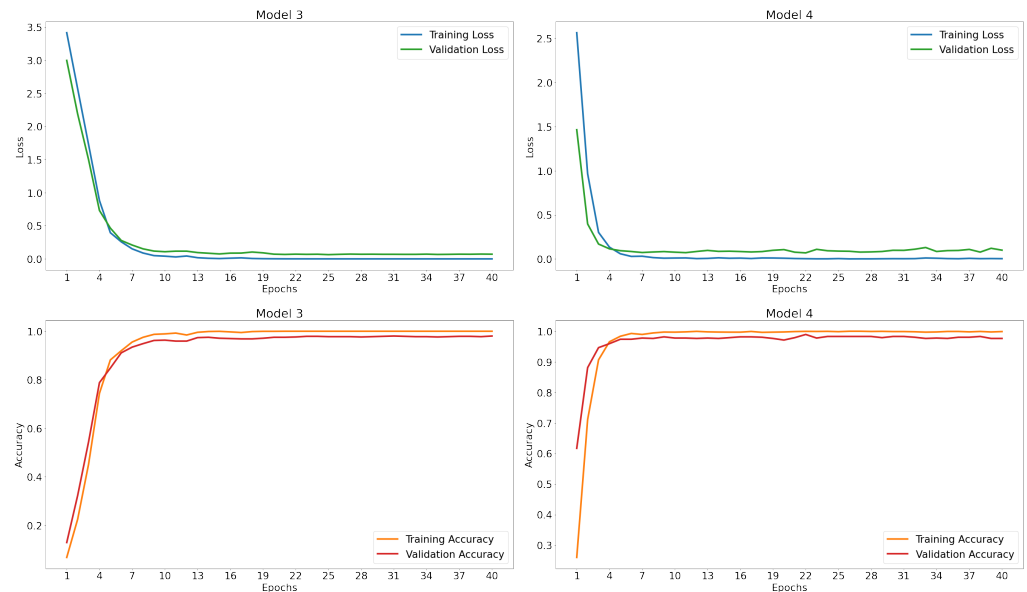 Model 3
3.5
3.0
2.5
2.0
1.5
1.0
0.5
0.0
Loss
Training Loss
Validation Loss
1 4 7 10 13 16 19 22 25 28 31 34 37 40
Epochs
Model 4
2.5
2.0
1.5
1.0
0.5
0.0
Loss
Training Loss
Validation Loss
1 4 7 10 13 16 19 22 25 28 31 34 37 40
Epochs
Model 3
1.0
0.8
0.6
0.4
0.2
Accuracy
Training Accuracy
Validation Accuracy
1 4 7 10 13 16 19 22 25 28 31 34 37 40
Epochs
Model 4
1.0
0.9
0.8
0.7
0.6
0.5
0.4
0.3
Accuracy
Training Accuracy
Validation Accuracy
1 4 7 10 13 16 19 22 25 28 31 34 37 40
Epochs